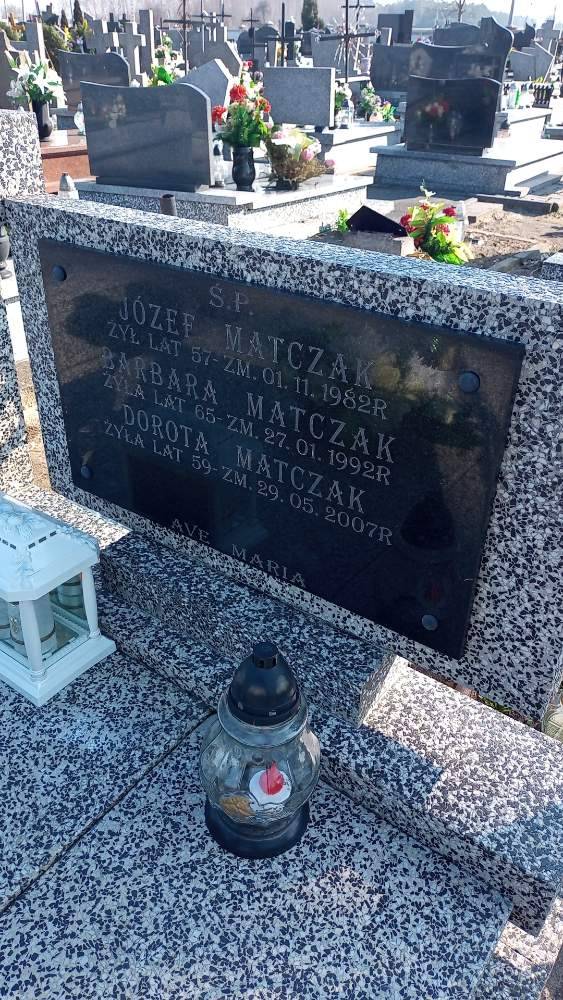 Ś.P.
JÓZEF MATCZAK
ŻYŁ LAT 57-ZM. 01.11.1982R
BARBARA MATCZAK
ŻYŁA LAT 65-ZM. 27.01.1992R
DOROTA MATCZAK
ŻYŁA LAT 59-ZM. 29.05.2007R
AVE MARIA